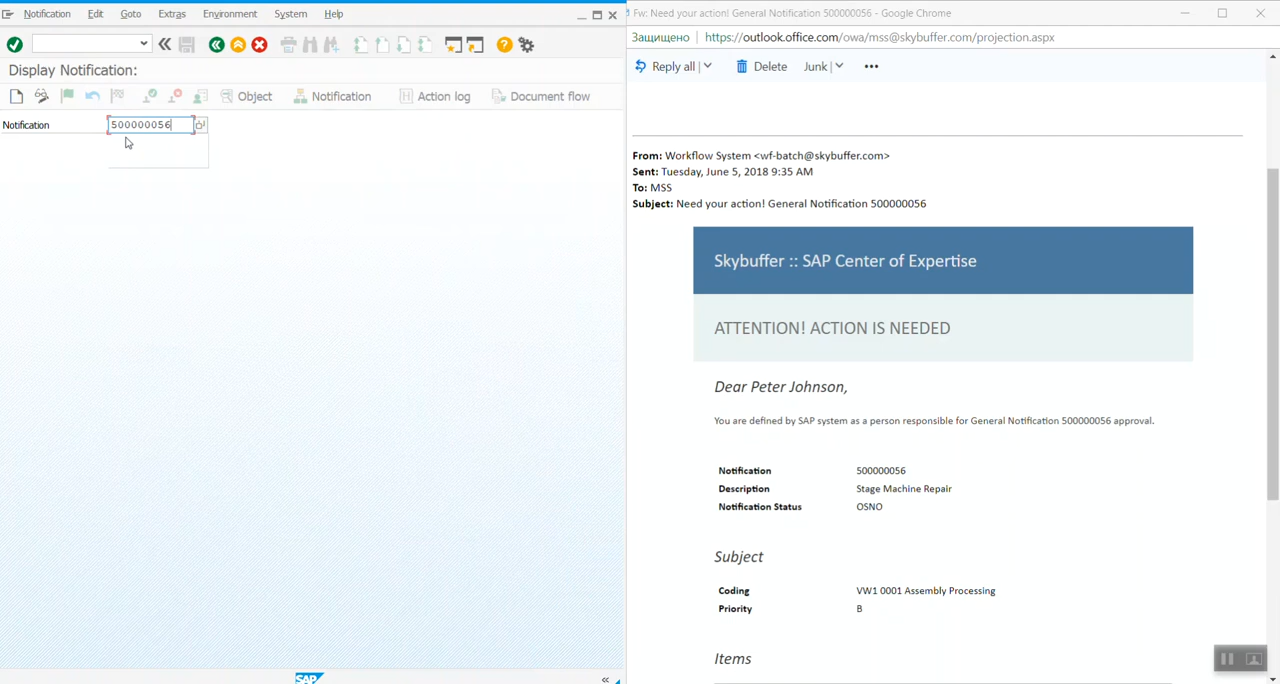 Notification Edit Goto Extras Environment System Help
Display Notification:
Object Notification Action log Document flow
Notification 500000056
SAP
Fw: Need your action! General Notification 500000056 - Google Chrome
Защищено https://outlook.office.com/owa/mss@skybuffer.com/projection.aspx
Reply all Delete Junk
From: Workflow System <wf-batch@skybuffer.com>
Sent: Tuesday, June 5, 2018 9:35 AM
To: MSS
Subject: Need your action! General Notification 500000056
Skybuffer :: SAP Center of Expertise
ATTENTION! ACTION IS NEEDED
Dear Peter Johnson,
You are defined by SAP system as a person responsible for General Notification 500000056 approval.
Notification 500000056
Description Stage Machine Repair
Notification Status OSNO
Subject
Coding VW1 0001 Assembly Processing
Priority B
Items